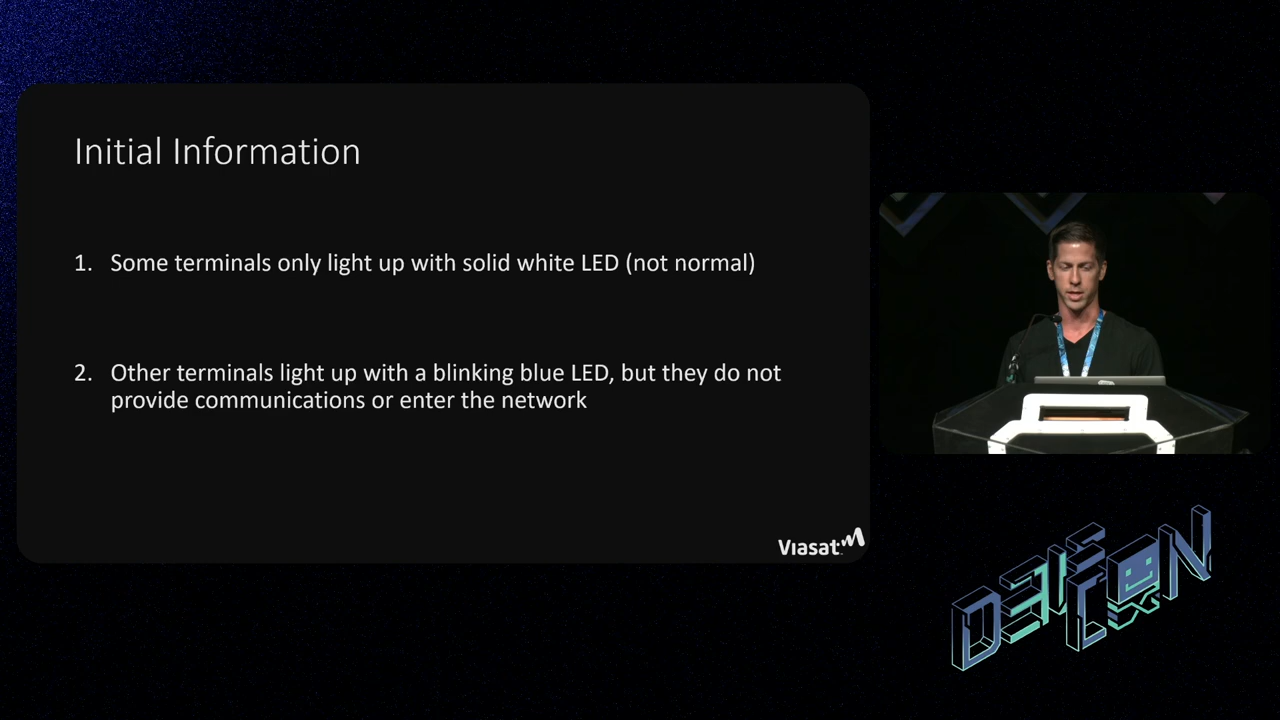 Initial Information
1. Some terminals only light up with solid white LED (not normal)
2. Other terminals light up with a blinking blue LED, but they do not
provide communications or enter the network
Viasat
DEF
CON